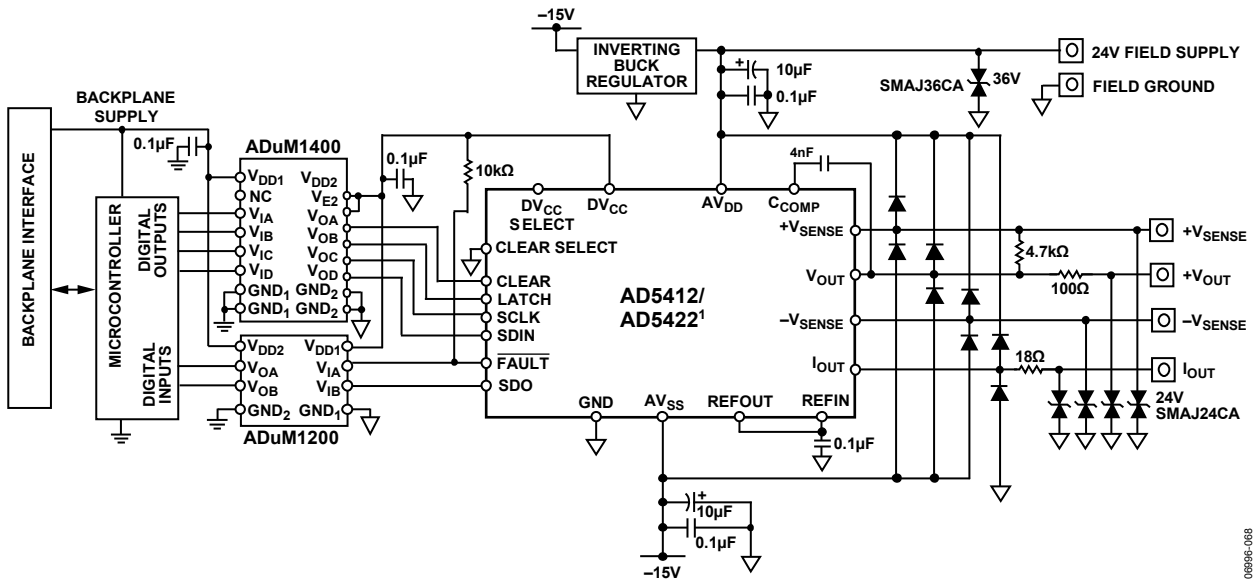 –15V
INVERTING
BUCK
REGULATOR
+
10µF
0.1µF
SMAJ36CA
36V
24V FIELD SUPPLY
FIELD GROUND
BACKPLANE INTERFACE
BACKPLANE
SUPPLY
0.1µF
MICROCONTROLLER
DIGITAL
OUTPUTS
DIGITAL
INPUTS
ADuM1400
VDD1
NC
VIA
VIB
VIC
VID
GND1
GND1
VDD2
VE2
VOA
VOB
VOC
VOD
GND2
GND2
VDD2
VOA
VOB
GND2
VDD1
VIA
VIB
GND1
ADuM1200
0.1µF
10kΩ
4nF
DVCC
SELECT
DVCC
AVDD
CCOMP
CLEAR SELECT
CLEAR
LATCH
SCLK
SDIN
FAULT
SDO
AD5412/
AD5422¹
+VSENSE
VOUT
–VSENSE
IOUT
GND
AVSS
REFOUT
REFIN
0.1µF
+
10µF
0.1µF
–15V
4.7kΩ
100Ω
18Ω
+VSENSE
+VOUT
–VSENSE
IOUT
24V
SMAJ24CA
06996-068